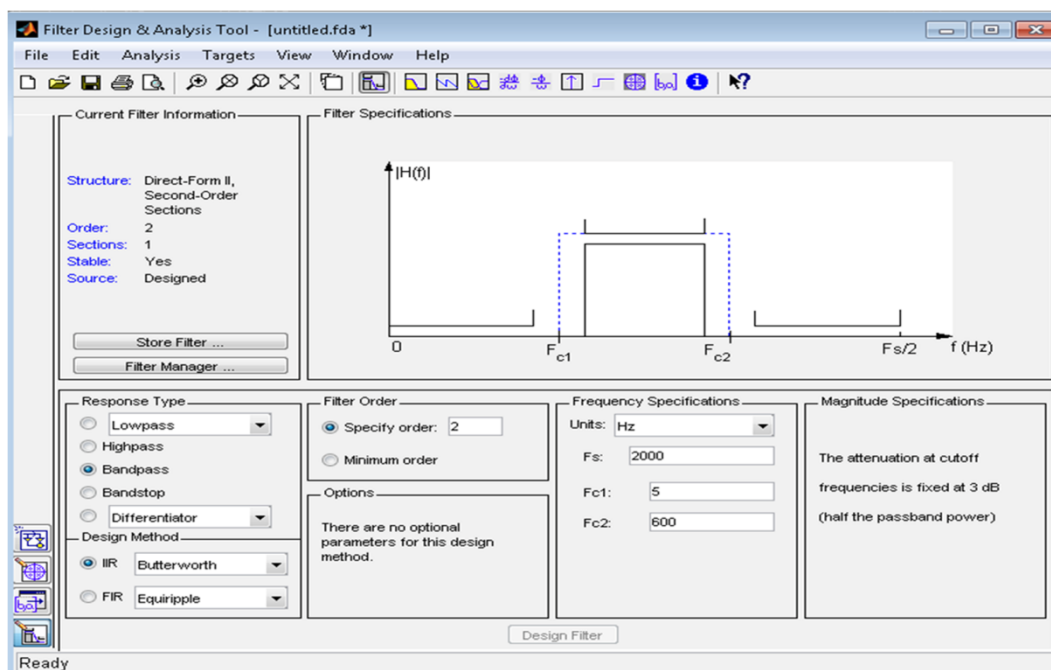 Filter Design & Analysis Tool - [untitled.fda *]
File Edit Analysis Targets View Window Help
Current Filter Information
Structure: Direct-Form II,
Second-Order
Sections
Order: 2
Sections: 1
Stable: Yes
Source: Designed
Store Filter ...
Filter Manager ...
Filter Specifications
|H(f)|
0 Fc1 Fc2 Fs/2 f (Hz)
Response Type
Lowpass
Highpass
Bandpass
Bandstop
Differentiator
Design Method
IIR Butterworth
FIR Equiripple
Filter Order
Specify order: 2
Minimum order
Options
There are no optional
parameters for this design
method.
Frequency Specifications
Units: Hz
Fs: 2000
Fc1: 5
Fc2: 600
Magnitude Specifications
The attenuation at cutoff
frequencies is fixed at 3 dB
(half the passband power)
Design Filter
Ready